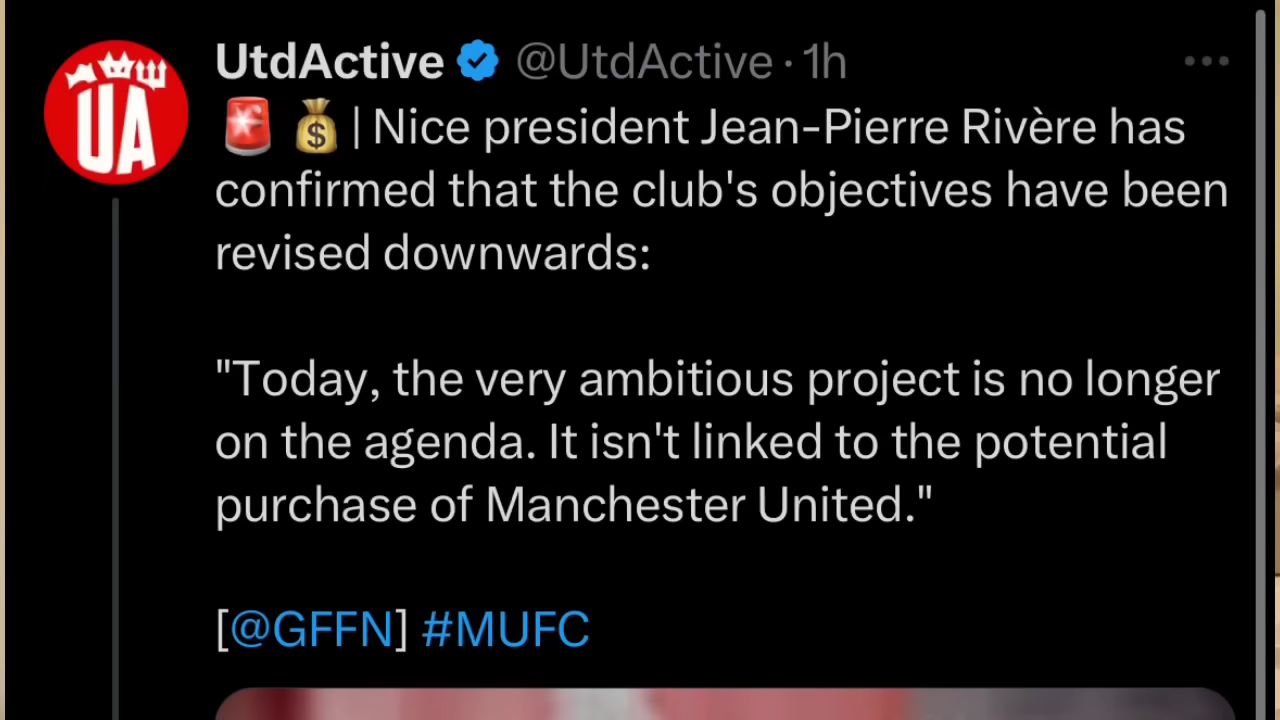 UtdActive @UtdActive · 1h
🚨 💰 | Nice president Jean-Pierre Rivère has
confirmed that the club's objectives have been
revised downwards:
"Today, the very ambitious project is no longer
on the agenda. It isn't linked to the potential
purchase of Manchester United."
[@GFFN] #MUFC
UA